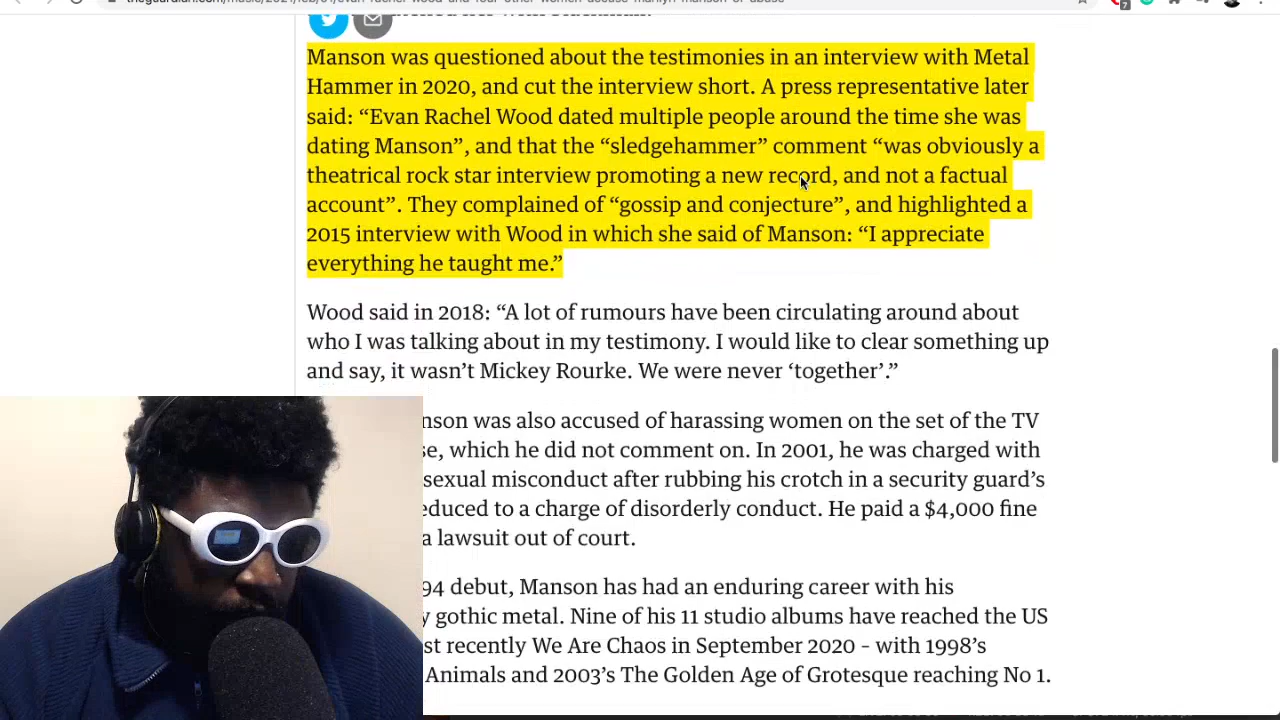 Manson was questioned about the testimonies in an interview with Metal
Hammer in 2020, and cut the interview short. A press representative later
said: “Evan Rachel Wood dated multiple people around the time she was
dating Manson”, and that the “sledgehammer” comment “was obviously a
theatrical rock star interview promoting a new record, and not a factual
account”. They complained of “gossip and conjecture”, and highlighted a
2015 interview with Wood in which she said of Manson: “I appreciate
everything he taught me.”
Wood said in 2018: “A lot of rumours have been circulating around about
who I was talking about in my testimony. I would like to clear something up
and say, it wasn’t Mickey Rourke. We were never ‘together’.”
nson was also accused of harassing women on the set of the TV
se, which he did not comment on. In 2001, he was charged with
sexual misconduct after rubbing his crotch in a security guard’s
educed to a charge of disorderly conduct. He paid a $4,000 fine
a lawsuit out of court.
94 debut, Manson has had an enduring career with his
y gothic metal. Nine of his 11 studio albums have reached the US
st recently We Are Chaos in September 2020 – with 1998’s
Animals and 2003’s The Golden Age of Grotesque reaching No 1.